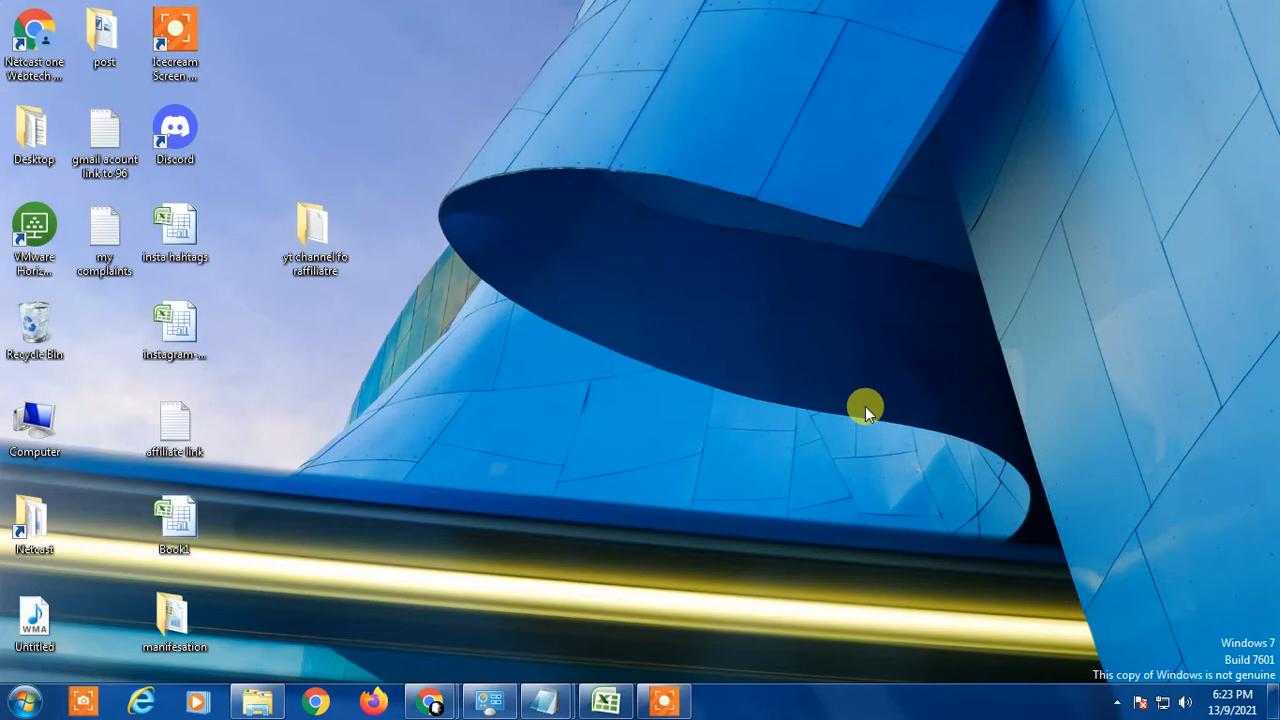 Netcast one
Webtech ...
post
Icecream
Screen ...
Desktop
gmail acount
link to 96
Discord
VMware
Horiz...
my
complaints
insta hahtags
yt channel fo
raffiliatre
Recycle Bin
instagram-...
Computer
affiliate link
Netcast
Book1
WMA
Untitled
manifesation
Windows 7
Build 7601
This copy of Windows is not genuine
6:23 PM
13/9/2021